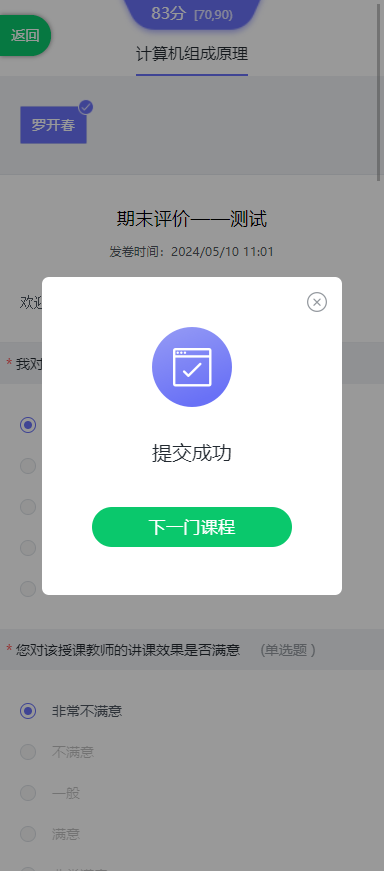 83分 [70,90)
返回
计算机组成原理
罗开春
期末评价——测试
发卷时间：2024/05/10 11:01
欢迎
* 我对
提交成功
下一门课程
* 您对该授课教师的讲课效果是否满意 (单选题 )
非常不满意
不满意
一般
满意